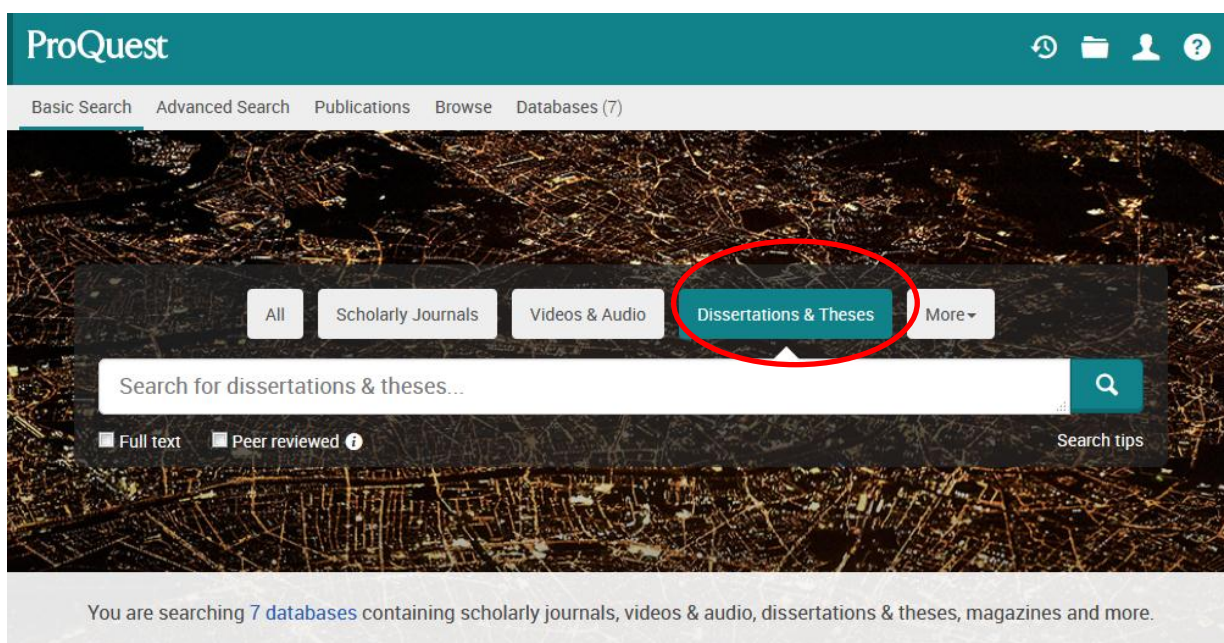 ProQuest
Basic Search Advanced Search Publications Browse Databases (7)
All Scholarly Journals Videos & Audio Dissertations & Theses More
Search for dissertations & theses...
Full text Peer reviewed Search tips
You are searching 7 databases containing scholarly journals, videos & audio, dissertations & theses, magazines and more.